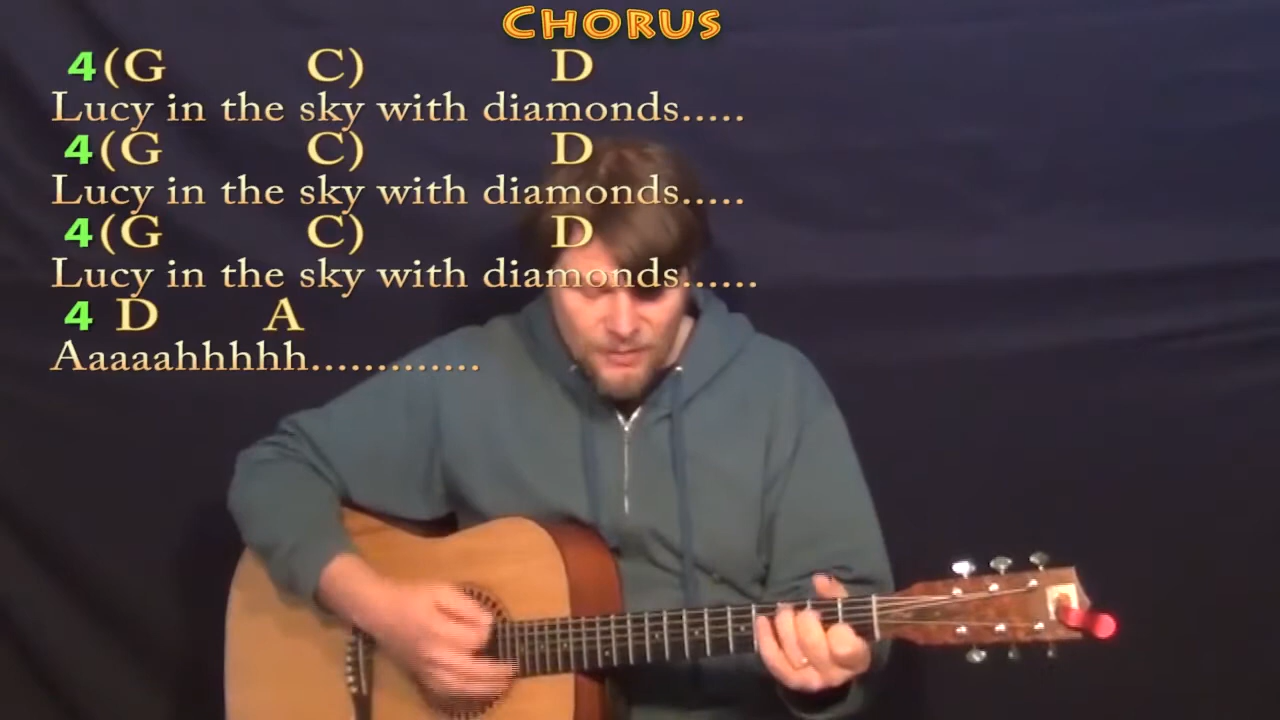 CHORUS
4 (G C) D
Lucy in the sky with diamonds.....
4 (G C) D
Lucy in the sky with diamonds.....
4 (G C) D
Lucy in the sky with diamonds......
4 D A
Aaaaahhhhh.............